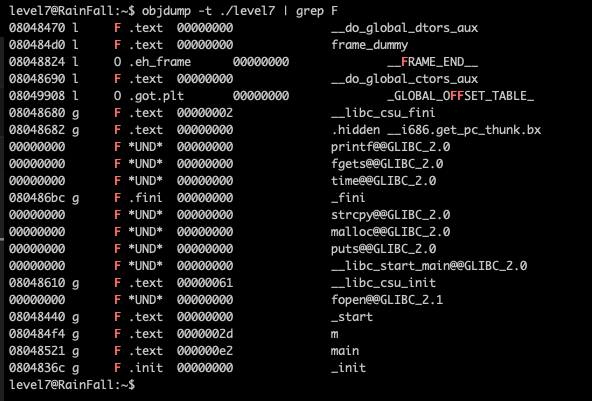 level7@RainFall:~$ objdump -t ./level7 | grep F
08048470 l     F .text  00000000              __do_global_dtors_aux
080484d0 l     F .text  00000000              frame_dummy
08048824 l     O .eh_frame      00000000              __FRAME_END__
08048690 l     F .text  00000000              __do_global_ctors_aux
08049908 l     O .got.plt       00000000              _GLOBAL_OFFSET_TABLE_
08048680 g     F .text  00000002              __libc_csu_fini
08048682 g     F .text  00000000              .hidden __i686.get_pc_thunk.bx
00000000       F *UND*  00000000              printf@@GLIBC_2.0
00000000       F *UND*  00000000              fgets@@GLIBC_2.0
00000000       F *UND*  00000000              time@@GLIBC_2.0
080486bc g     F .fini  00000000              _fini
00000000       F *UND*  00000000              strcpy@@GLIBC_2.0
00000000       F *UND*  00000000              malloc@@GLIBC_2.0
00000000       F *UND*  00000000              puts@@GLIBC_2.0
00000000       F *UND*  00000000              __libc_start_main@@GLIBC_2.0
08048610 g     F .text  00000061              __libc_csu_init
00000000       F *UND*  00000000              fopen@@GLIBC_2.1
08048440 g     F .text  00000000              _start
080484f4 g     F .text  0000002d              m
08048521 g     F .text  000000e2              main
0804836c g     F .init  00000000              _init
level7@RainFall:~$